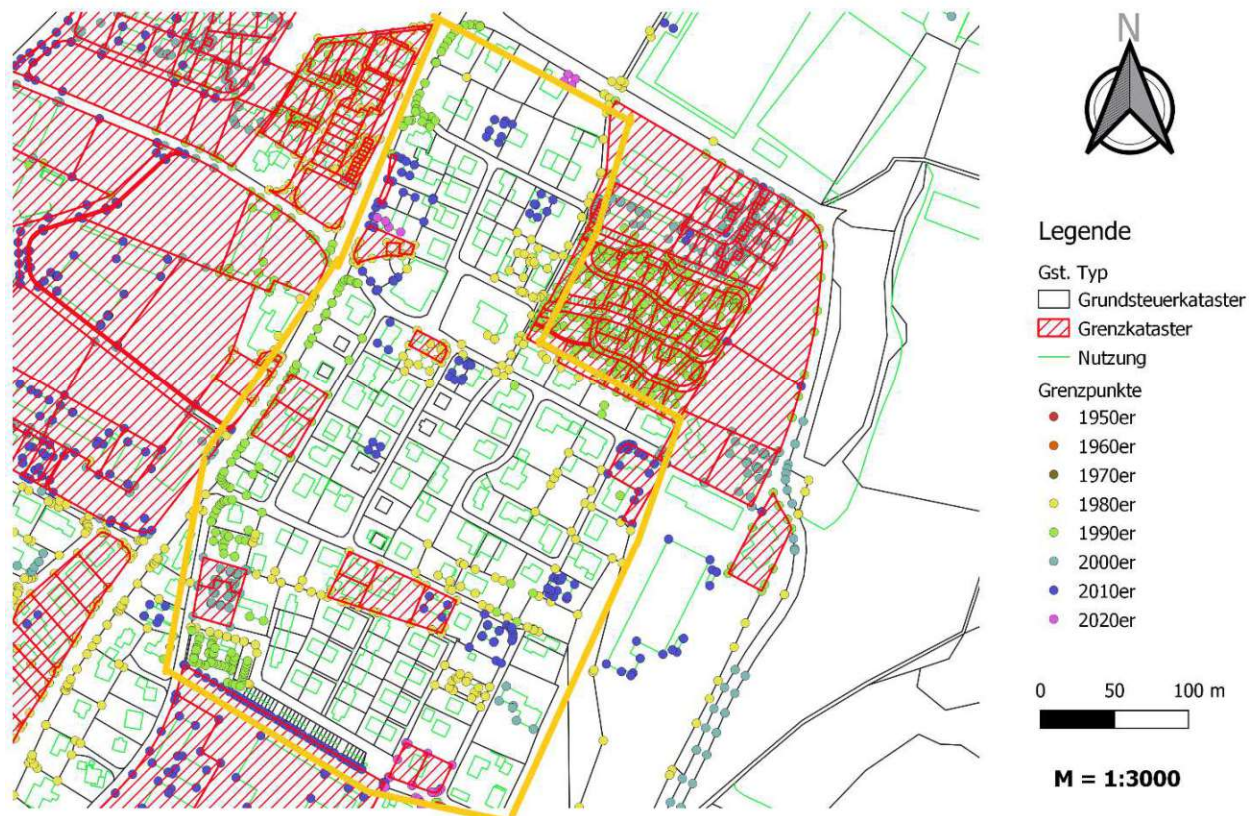 N
Legende
Gst. Typ
Grundsteuerkataster
Grenzkataster
Nutzung
Grenzpunkte
1950er
1960er
1970er
1980er
1990er
2000er
2010er
2020er
0 50 100 m
M = 1:3000